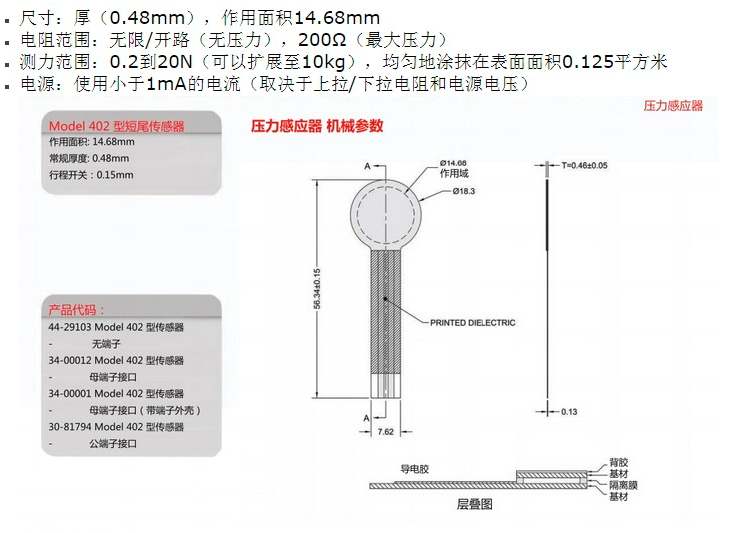 尺寸：厚（0.48mm），作用面积14.68mm
电阻范围：无限/开路（无压力），200Ω（最大压力）
测力范围：0.2到20N（可以扩展至10kg），均匀地涂抹在表面面积0.125平方米
电源：使用小于1mA的电流（取决于上拉/下拉电阻和电源电压）
压力感应器
Model 402 型短尾传感器
作用面积: 14.68mm
常规厚度: 0.48mm
行程开关：0.15mm
压力感应器 机械参数
A
Ø14.68
作用域
Ø18.3
T=0.46±0.05
56.34±0.15
PRINTED DIELECTRIC
A
7.62
0.13
产品代码：
44-29103 Model 402 型传感器
- 无端子
34-00012 Model 402 型传感器
- 母端子接口
34-00001 Model 402 型传感器
- 母端子接口（带端子外壳）
30-81794 Model 402 型传感器
- 公端子接口
导电胶
背胶
基材
隔离膜
基材
层叠图